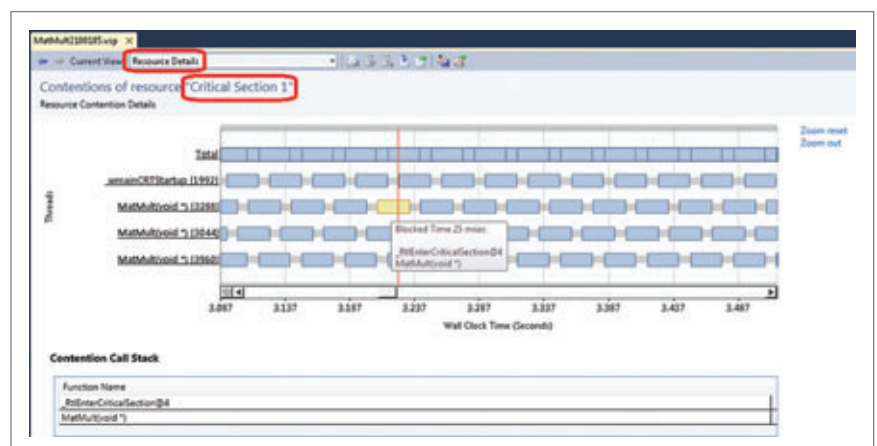 MatMult2100105.vsp
Current View: Resource Details
Contentions of resource "Critical Section 1"
Resource Contention Details
Zoom reset
Zoom out
Threads
Total
_wmainCRTStartup (1992)
MatMult(void *) (3288)
MatMult(void *) (3044)
MatMult(void *) (3960)
Blocked Time 25 msec
_RtlEnterCriticalSection@4
MatMult(void *)
3.087 3.137 3.187 3.237 3.287 3.337 3.387 3.437 3.487
Wall Clock Time (Seconds)
Contention Call Stack
Function Name
_RtlEnterCriticalSection@4
MatMult(void *)